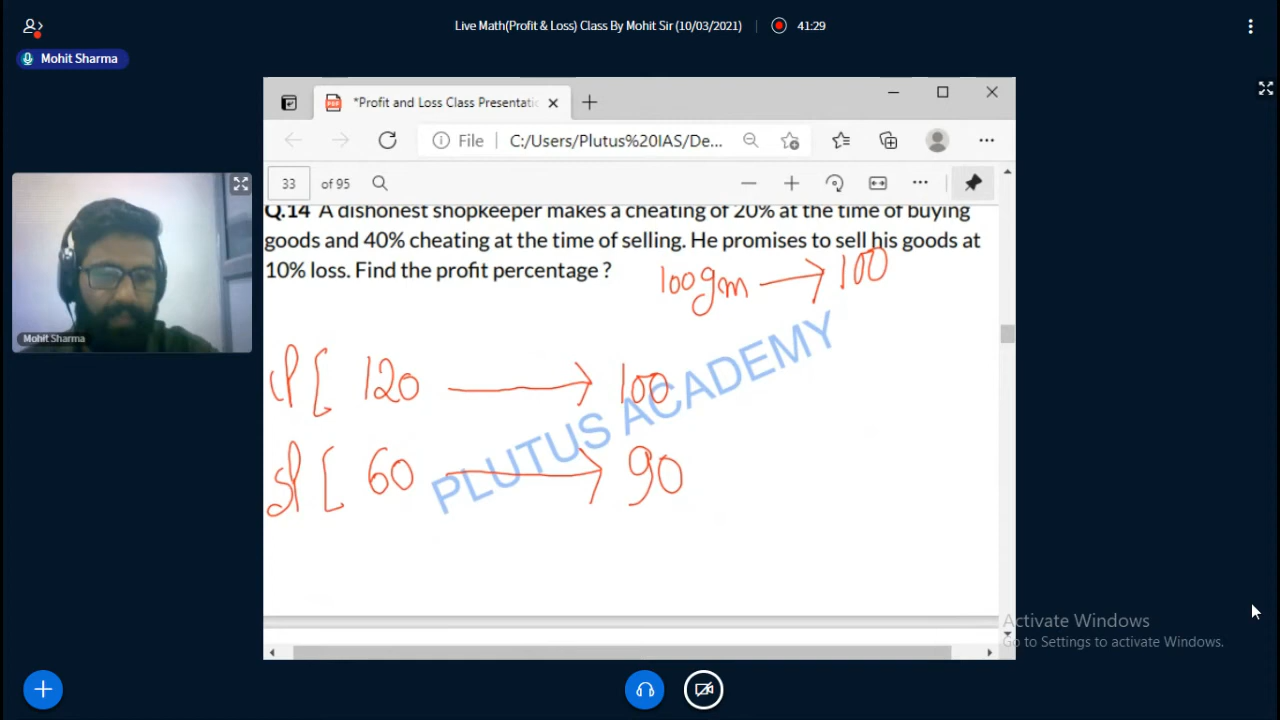 Live Math(Profit & Loss) Class By Mohit Sir (10/03/2021)
41:29
Mohit Sharma
*Profit and Loss Class Presentatic
File
C:/Users/Plutus%20IAS/De...
33 of 95
Q.14 A dishonest shopkeeper makes a cheating of 20% at the time of buying
goods and 40% cheating at the time of selling. He promises to sell his goods at
10% loss. Find the profit percentage ?
100gm → 100
Mohit Sharma
CP [ 120 → 100
SP [ 60 → 90
PLUTUS ACADEMY
Activate Windows
Go to Settings to activate Windows.